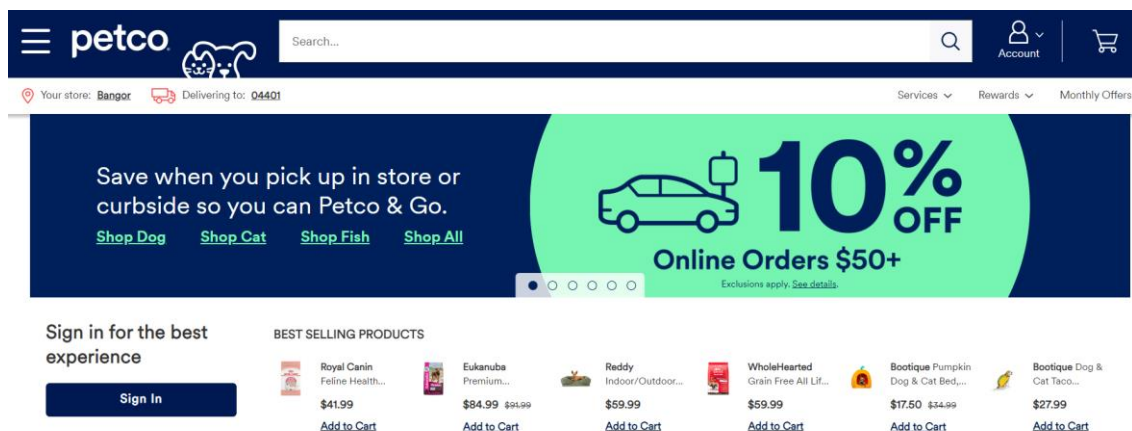 petco
Search...
Account
Your store: Bangor
Delivering to: 04401
Services
Rewards
Monthly Offers
Save when you pick up in store or
curbside so you can Petco & Go.
Shop Dog Shop Cat Shop Fish Shop All
10% OFF
Online Orders $50+
Exclusions apply. See details.
Sign in for the best
experience
Sign In
BEST SELLING PRODUCTS
Royal Canin
Feline Health...
$41.99
Add to Cart
Eukanuba
Premium...
$84.99 $91.99
Add to Cart
Reddy
Indoor/Outdoor...
$59.99
Add to Cart
WholeHearted
Grain Free All Lif...
$59.99
Add to Cart
Bootique Pumpkin
Dog & Cat Bed,...
$17.50 $34.99
Add to Cart
Bootique Dog &
Cat Taco...
$27.99
Add to Cart